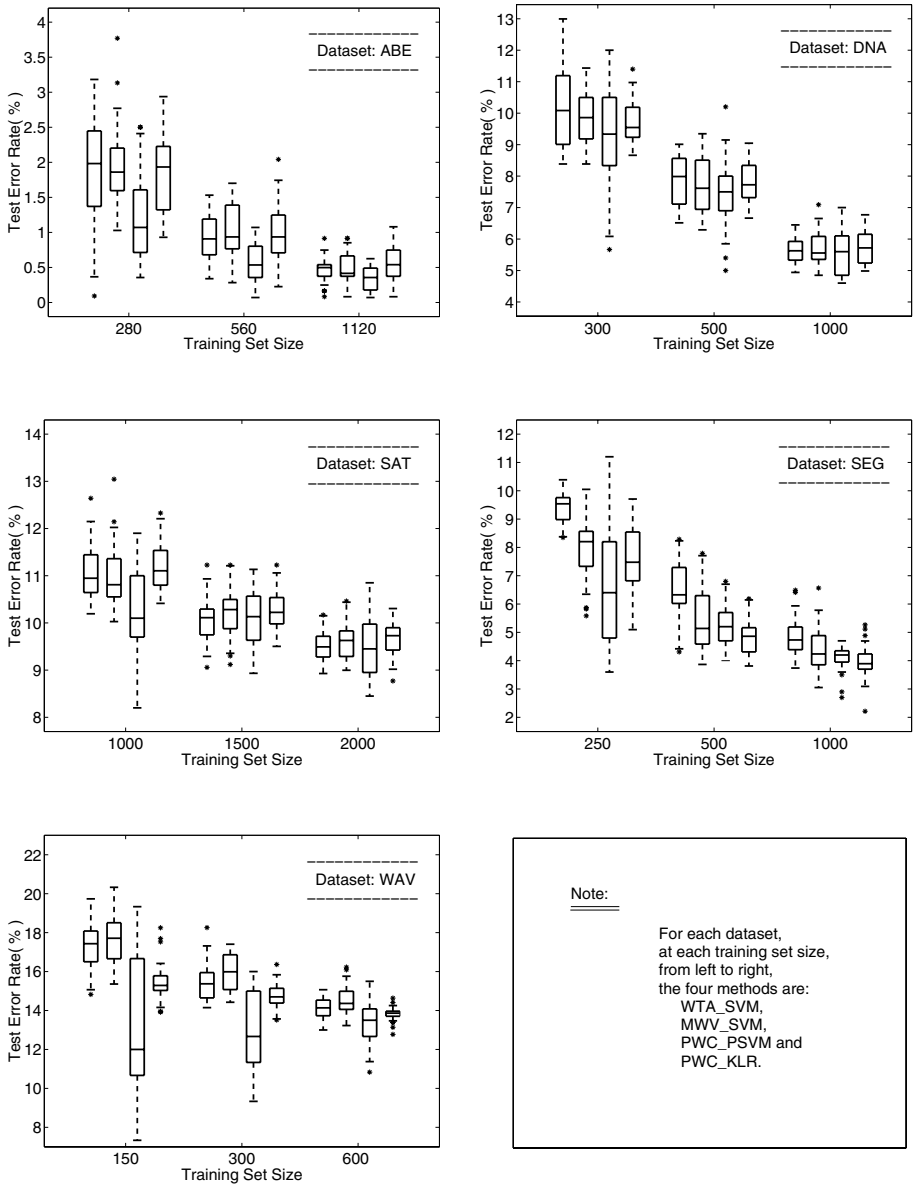 4
3.5
3
2.5
2
1.5
1
0.5
0
Test Error Rate( % )
Dataset: ABE
280 560 1120
Training Set Size
13
12
11
10
9
8
7
6
5
4
Test Error Rate( % )
Dataset: DNA
300 500 1000
Training Set Size
14
13
12
11
10
9
8
Test Error Rate( % )
Dataset: SAT
1000 1500 2000
Training Set Size
12
11
10
9
8
7
6
5
4
3
2
Test Error Rate( % )
Dataset: SEG
250 500 1000
Training Set Size
22
20
18
16
14
12
10
8
Test Error Rate( % )
Dataset: WAV
150 300 600
Training Set Size
Note:
For each dataset,
at each training set size,
from left to right,
the four methods are:
WTA_SVM,
MWV_SVM,
PWC_PSVM and
PWC_KLR.